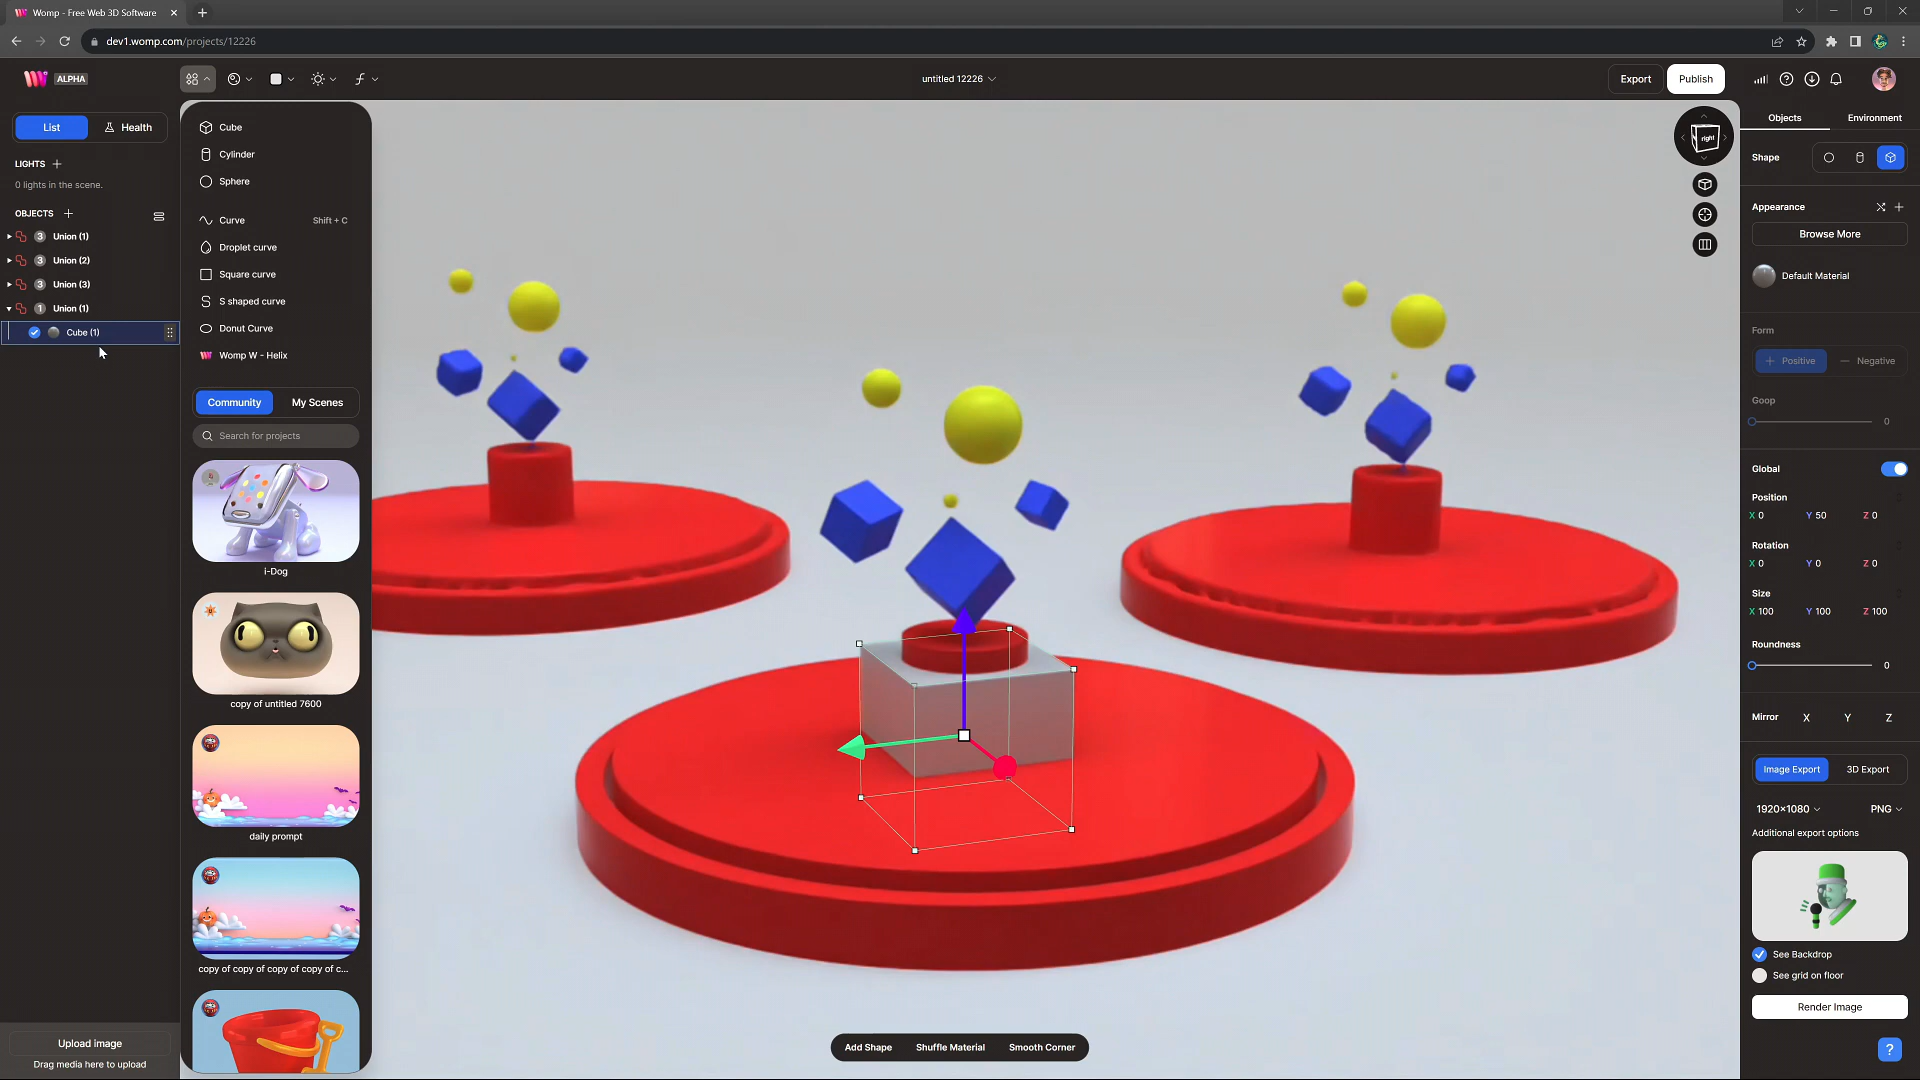 Womp - Free Web 3D Software
dev1.womp.com/projects/12226
ALPHA
untitled 12226
Export
Publish
List
Health
LIGHTS
0 lights in the scene.
OBJECTS
3 Union (1)
3 Union (2)
3 Union (3)
1 Union (1)
Cube (1)
Upload image
Drag media here to upload
Cube
Cylinder
Sphere
Curve Shift + C
Droplet curve
Square curve
S shaped curve
Donut Curve
Womp W - Helix
Community
My Scenes
Search for projects
i-Dog
copy of untitled 7600
daily prompt
copy of copy of copy of copy of c...
right
Add Shape
Shuffle Material
Smooth Corner
Objects
Environment
Shape
Appearance
Browse More
Default Material
Form
+ Positive
— Negative
Goop
0
Global
Position
X 0 Y 50 Z 0
Rotation
X 0 Y 0 Z 0
Size
X 100 Y 100 Z 100
Roundness
0
Mirror X Y Z
Image Export
3D Export
1920×1080
PNG
Additional export options
See Backdrop
See grid on floor
Render Image
?